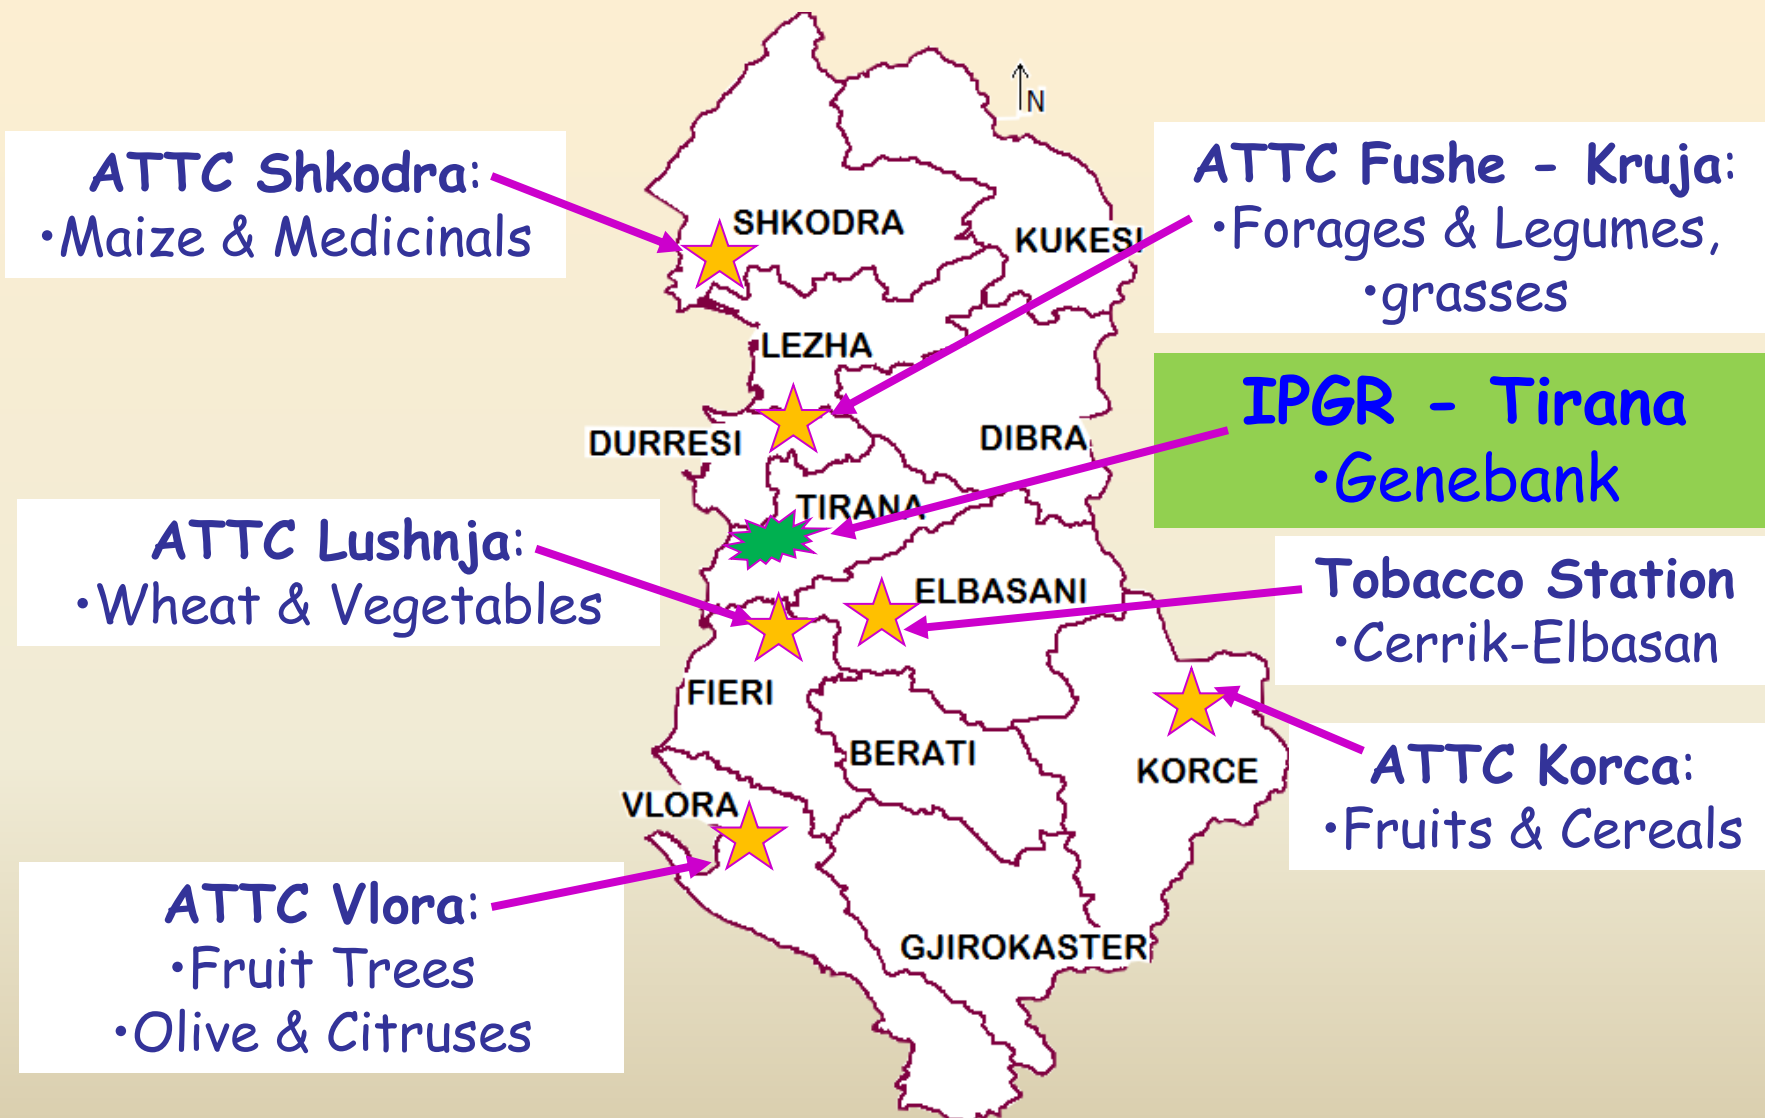 N
ATTC Shkodra:
•Maize & Medicinals
ATTC Fushe - Kruja:
•Forages & Legumes,
•grasses
SHKODRA
KUKESI
LEZHA
IPGR - Tirana
•Genebank
DURRESI
DIBRA
TIRANA
ATTC Lushnja:
•Wheat & Vegetables
ELBASANI
Tobacco Station
•Cerrik-Elbasan
FIERI
BERATI
KORCE
ATTC Korca:
•Fruits & Cereals
VLORA
ATTC Vlora:
•Fruit Trees
•Olive & Citruses
GJIROKASTER